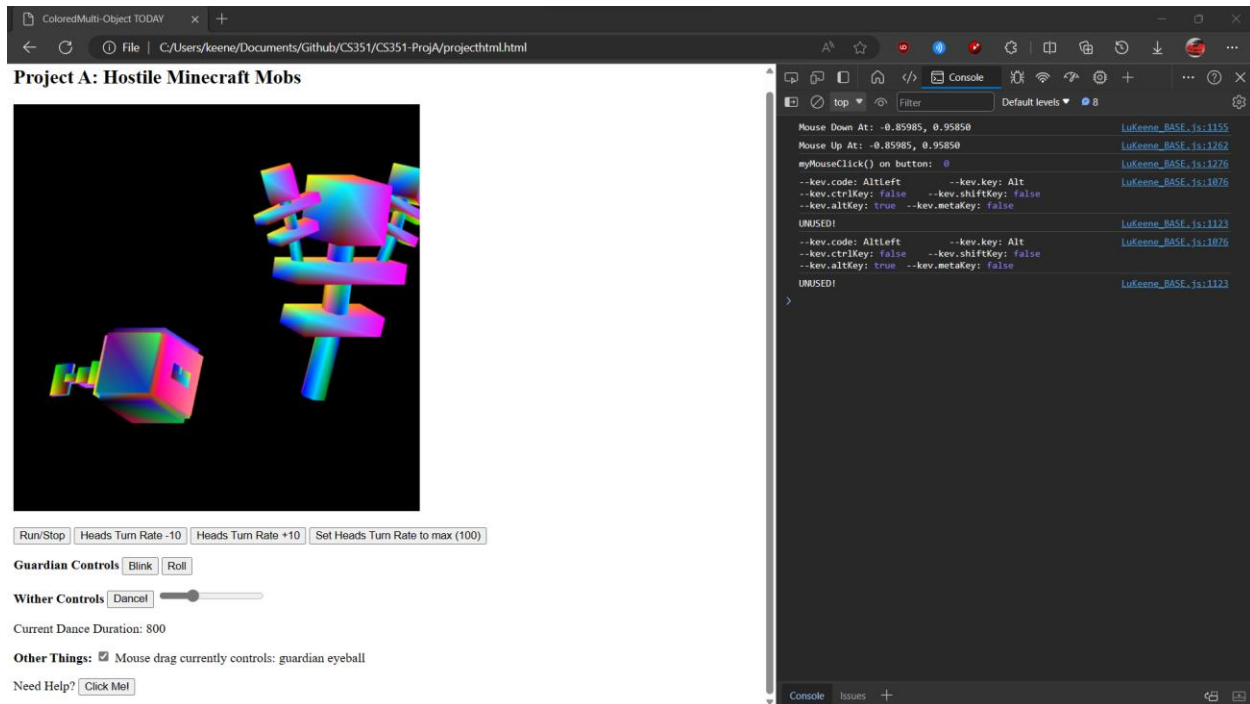 ColoredMulti-Object TODAY
File | C:/Users/keene/Documents/Github/CS351/CS351-ProjA/projecthtml.html
Project A: Hostile Minecraft Mobs
Run/Stop Heads Turn Rate -10 Heads Turn Rate +10 Set Heads Turn Rate to max (100)
Guardian Controls Blink Roll
Wither Controls Dance!
Current Dance Duration: 800
Other Things: Mouse drag currently controls: guardian eyeball
Need Help? Click Me!
Console
top Filter Default levels 8
Mouse Down At: -0.85985, 0.95850 LuKeene_BASE.js:1155
Mouse Up At: -0.85985, 0.95850 LuKeene_BASE.js:1262
myMouseClick() on button: 0 LuKeene_BASE.js:1276
--kev.code: AltLeft --kev.key: Alt LuKeene_BASE.js:1076
--kev.ctrlKey: false --kev.shiftKey: false
--kev.altKey: true --kev.metaKey: false
UNUSED! LuKeene_BASE.js:1123
--kev.code: AltLeft --kev.key: Alt LuKeene_BASE.js:1076
--kev.ctrlKey: false --kev.shiftKey: false
--kev.altKey: true --kev.metaKey: false
UNUSED! LuKeene_BASE.js:1123
Console Issues